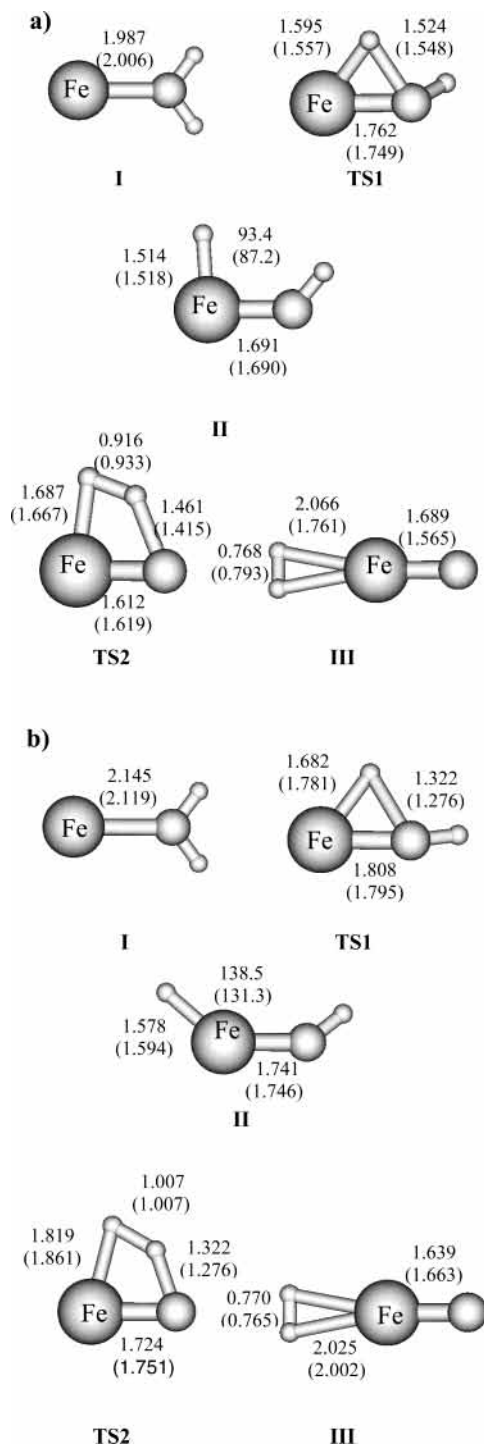 a)
1.987
(2.006)
Fe
I
1.595
(1.557)
1.524
(1.548)
Fe
1.762
(1.749)
TS1
1.514
(1.518)
93.4
(87.2)
Fe
1.691
(1.690)
II
0.916
(0.933)
1.687
(1.667)
1.461
(1.415)
Fe
1.612
(1.619)
TS2
2.066
(1.761)
1.689
(1.565)
0.768
(0.793)
Fe
III
b)
2.145
(2.119)
Fe
I
1.682
(1.781)
1.322
(1.276)
Fe
1.808
(1.795)
TS1
138.5
(131.3)
1.578
(1.594)
Fe
1.741
(1.746)
II
1.007
(1.007)
1.819
(1.861)
1.322
(1.276)
Fe
1.724
(1.751)
TS2
1.639
(1.663)
0.770
(0.765)
Fe
2.025
(2.002)
III